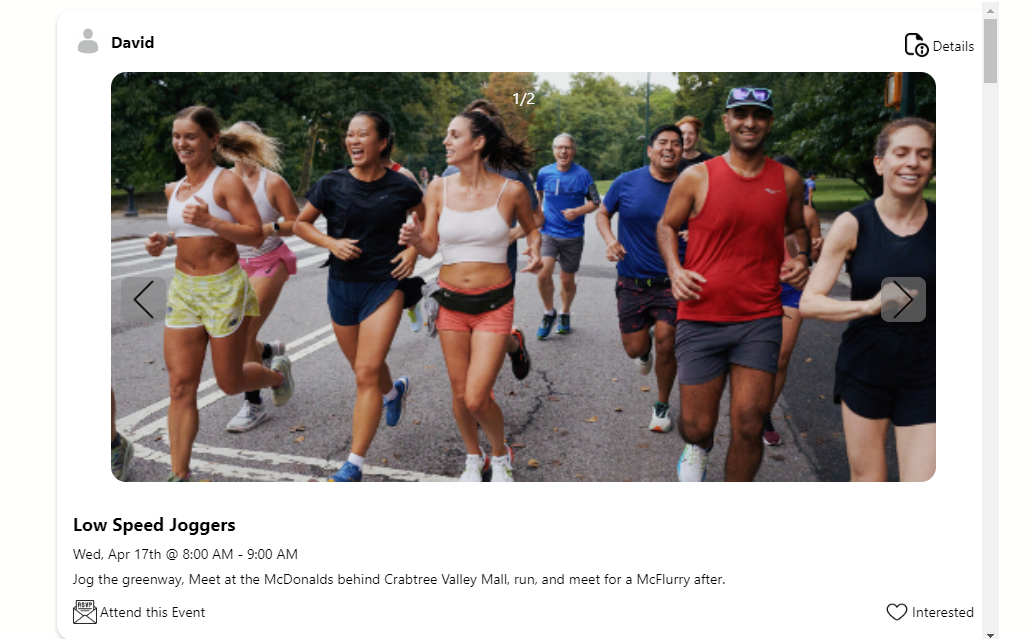 David
Details
1/2
Low Speed Joggers
Wed, Apr 17th @ 8:00 AM - 9:00 AM
Jog the greenway, Meet at the McDonalds behind Crabtree Valley Mall, run, and meet for a McFlurry after.
RSVP
Attend this Event
Interested